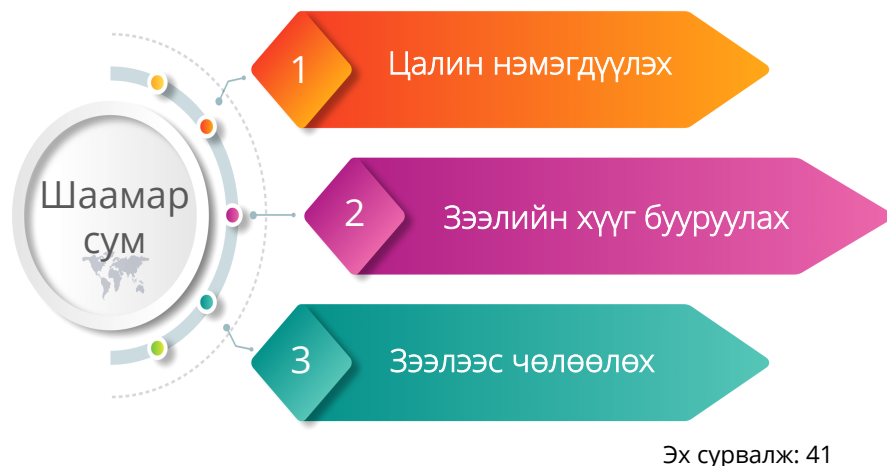 Шаамар
сум
1
Цалин нэмэгдүүлэх
2
Зээлийн хүүг бууруулах
3
Зээлээс чөлөөлөх
Эх сурвалж: 41